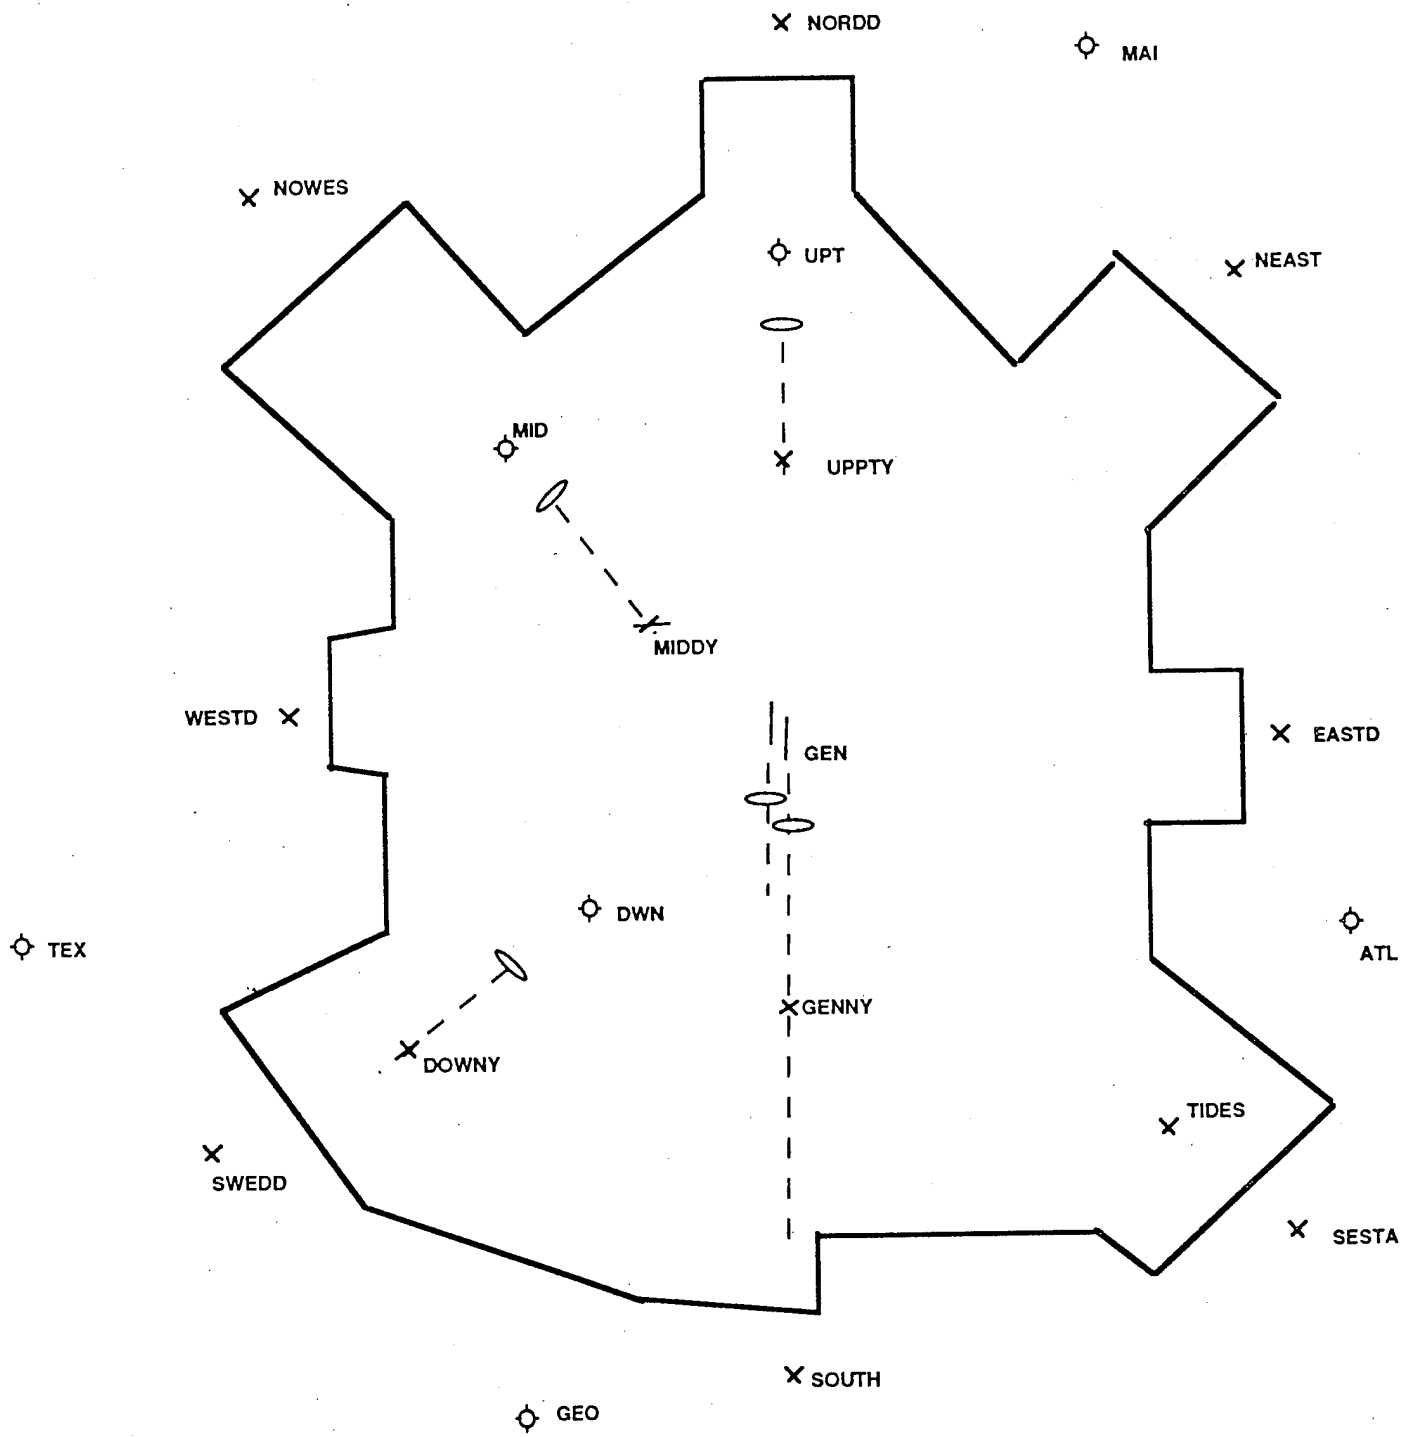 NORDD
MAI
NOWES
UPT
NEAST
MID
UPPTY
MIDDY
WESTD
GEN
EASTD
DWN
TEX
ATL
GENNY
DOWNY
TIDES
SWEDD
SESTA
SOUTH
GEO